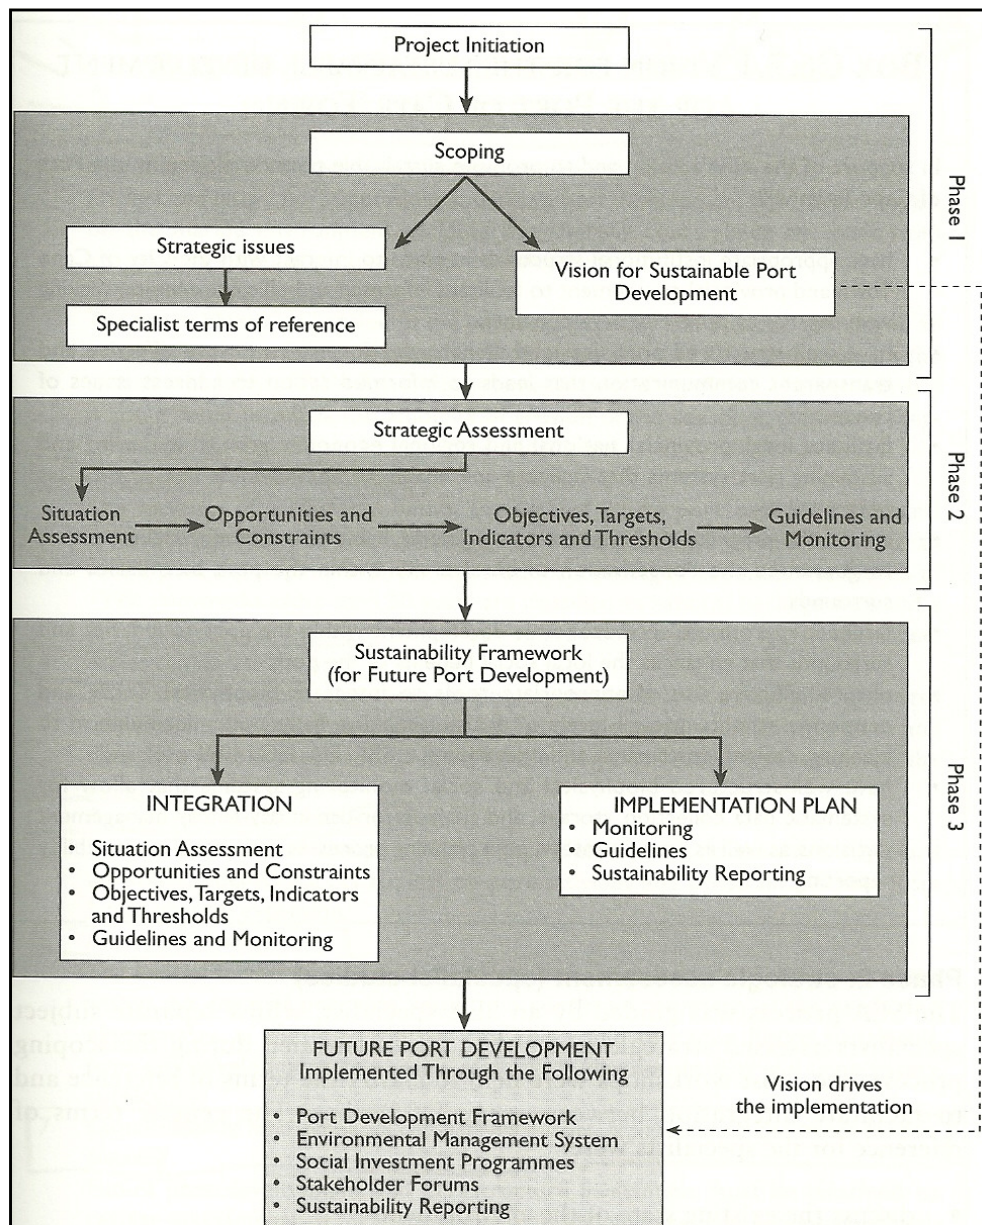 Project Initiation
Scoping
Phase 1
Strategic issues
Vision for Sustainable Port
Development
Specialist terms of reference
Strategic Assessment
Phase 2
Situation
Assessment
Opportunities and
Constraints
Objectives, Targets,
Indicators and Thresholds
Guidelines and
Monitoring
Sustainability Framework
(for Future Port Development)
Phase 3
INTEGRATION
• Situation Assessment
• Opportunities and Constraints
• Objectives, Targets, Indicators
and Thresholds
• Guidelines and Monitoring
IMPLEMENTATION PLAN
• Monitoring
• Guidelines
• Sustainability Reporting
FUTURE PORT DEVELOPMENT
Implemented Through the Following
• Port Development Framework
• Environmental Management System
• Social Investment Programmes
• Stakeholder Forums
• Sustainability Reporting
Vision drives
the implementation